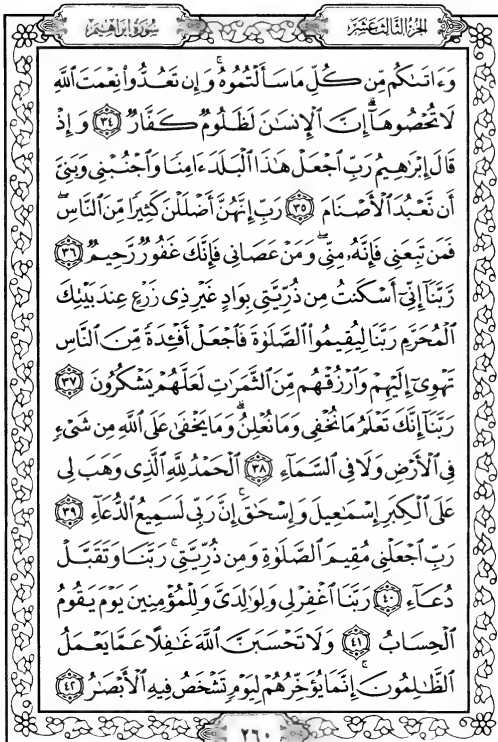 الجزء الثالث عشر سورة إبراهيم
وَءَاتَىٰكُم مِّن كُلِّ مَا سَأَلْتُمُوهُ ۚ وَإِن تَعُدُّوا۟ نِعْمَتَ ٱللَّهِ
لَا تُحْصُوهَآ ۗ إِنَّ ٱلْإِنسَٰنَ لَظَلُومٌ كَفَّارٌ ٣٤ وَإِذْ
قَالَ إِبْرَٰهِيمُ رَبِّ ٱجْعَلْ هَٰذَا ٱلْبَلَدَ ءَامِنًا وَٱجْنُبْنِى وَبَنِىَّ
أَن نَّعْبُدَ ٱلْأَصْنَامَ ٣٥ رَبِّ إِنَّهُنَّ أَضْلَلْنَ كَثِيرًا مِّنَ ٱلنَّاسِ ۖ
فَمَن تَبِعَنِى فَإِنَّهُۥ مِنِّى ۖ وَمَنْ عَصَانِى فَإِنَّكَ غَفُورٌ رَّحِيمٌ ٣٦
رَّبَّنَآ إِنِّىٓ أَسْكَنتُ مِن ذُرِّيَّتِى بِوَادٍ غَيْرِ ذِى زَرْعٍ عِندَ بَيْتِكَ
ٱلْمُحَرَّمِ رَبَّنَا لِيُقِيمُوا۟ ٱلصَّلَوٰةَ فَٱجْعَلْ أَفْـِٔدَةً مِّنَ ٱلنَّاسِ
تَهْوِىٓ إِلَيْهِمْ وَٱرْزُقْهُم مِّنَ ٱلثَّمَرَٰتِ لَعَلَّهُمْ يَشْكُرُونَ ٣٧
رَبَّنَآ إِنَّكَ تَعْلَمُ مَا نُخْفِى وَمَا نُعْلِنُ ۗ وَمَا يَخْفَىٰ عَلَى ٱللَّهِ مِن شَىْءٍ
فِى ٱلْأَرْضِ وَلَا فِى ٱلسَّمَآءِ ٣٨ ٱلْحَمْدُ لِلَّهِ ٱلَّذِى وَهَبَ لِى
عَلَى ٱلْكِبَرِ إِسْمَٰعِيلَ وَإِسْحَٰقَ ۚ إِنَّ رَبِّى لَسَمِيعُ ٱلدُّعَآءِ ٣٩
رَبِّ ٱجْعَلْنِى مُقِيمَ ٱلصَّلَوٰةِ وَمِن ذُرِّيَّتِى ۚ رَبَّنَا وَتَقَبَّلْ
دُعَآءِ ٤٠ رَبَّنَا ٱغْفِرْ لِى وَلِوَٰلِدَىَّ وَلِلْمُؤْمِنِينَ يَوْمَ يَقُومُ
ٱلْحِسَابُ ٤١ وَلَا تَحْسَبَنَّ ٱللَّهَ غَٰفِلًا عَمَّا يَعْمَلُ
ٱلظَّٰلِمُونَ ۚ إِنَّمَا يُؤَخِّرُهُمْ لِيَوْمٍ تَشْخَصُ فِيهِ ٱلْأَبْصَٰرُ ٤٢
٢٦٠